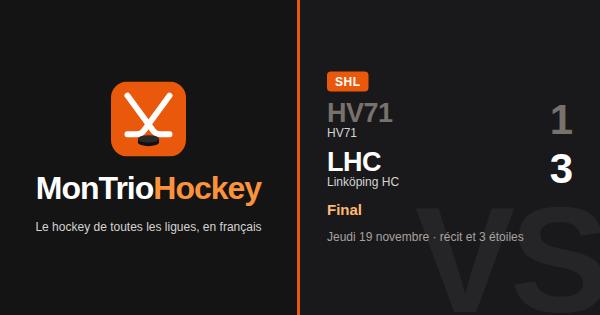 MonTrioHockey
Le hockey de toutes les ligues, en français
SHL
HV71 1
HV71
LHC 3
Linköping HC
Final
Jeudi 19 novembre · récit et 3 étoiles
VS